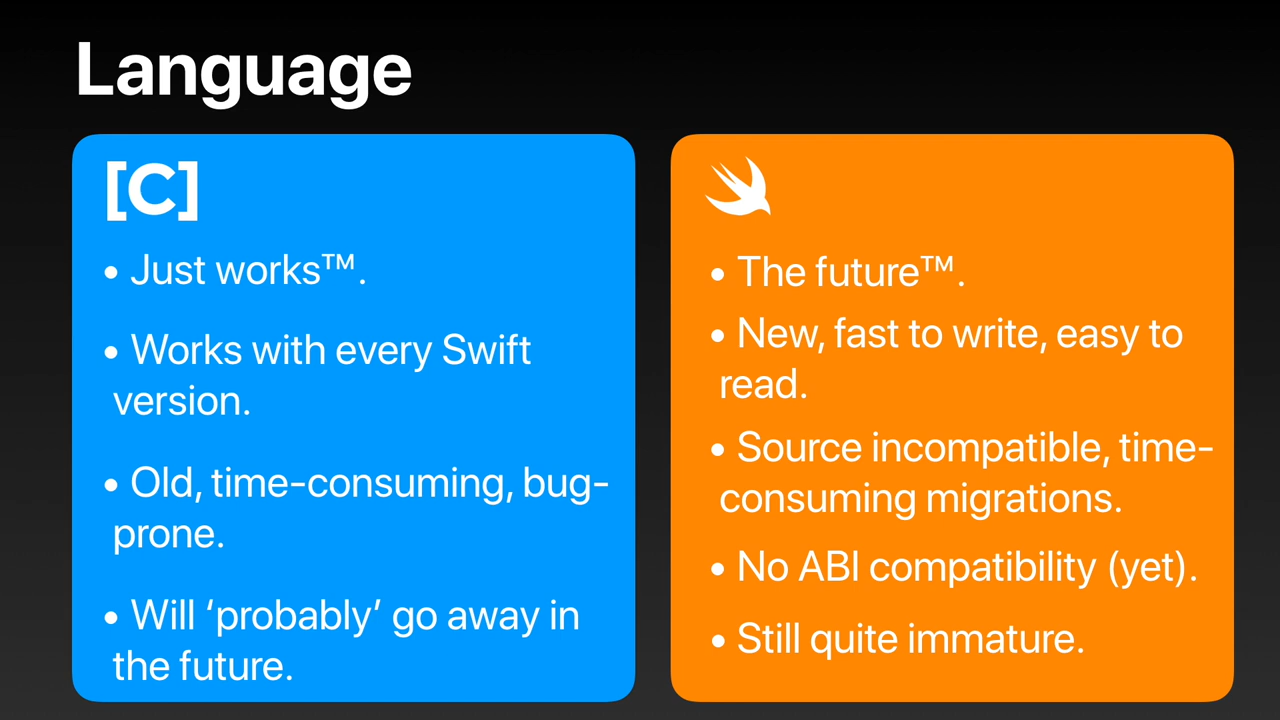 Language
[C]
• Just works™.
• Works with every Swift
version.
• Old, time-consuming, bug-
prone.
• Will ‘probably’ go away in
the future.
• The future™.
• New, fast to write, easy to
read.
• Source incompatible, time-
consuming migrations.
• No ABI compatibility (yet).
• Still quite immature.